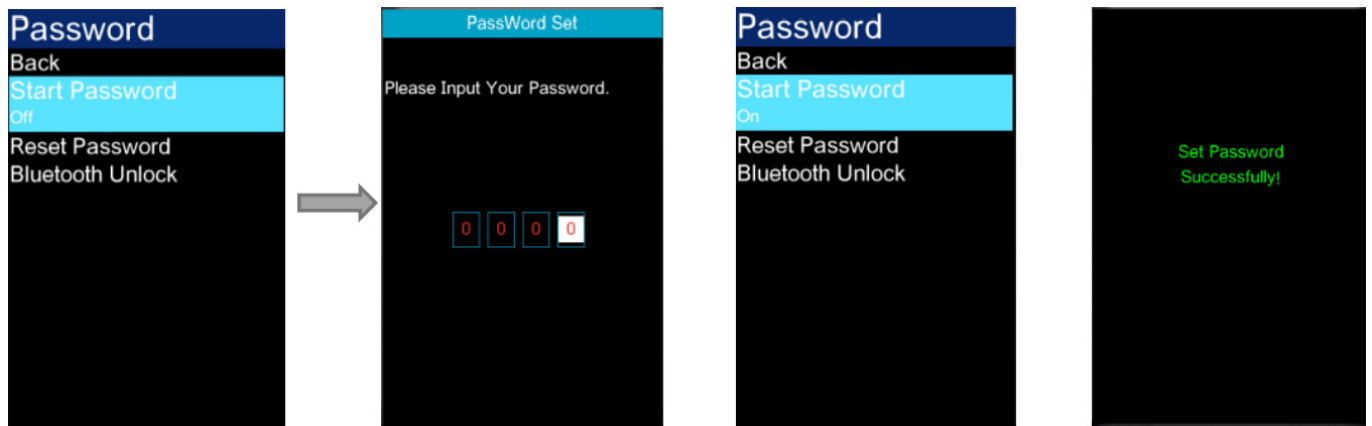 Password
Back
Start Password
Off
Reset Password
Bluetooth Unlock
PassWord Set
Please Input Your Password.
0 0 0 0
Password
Back
Start Password
On
Reset Password
Bluetooth Unlock
Set Password
Successfully!